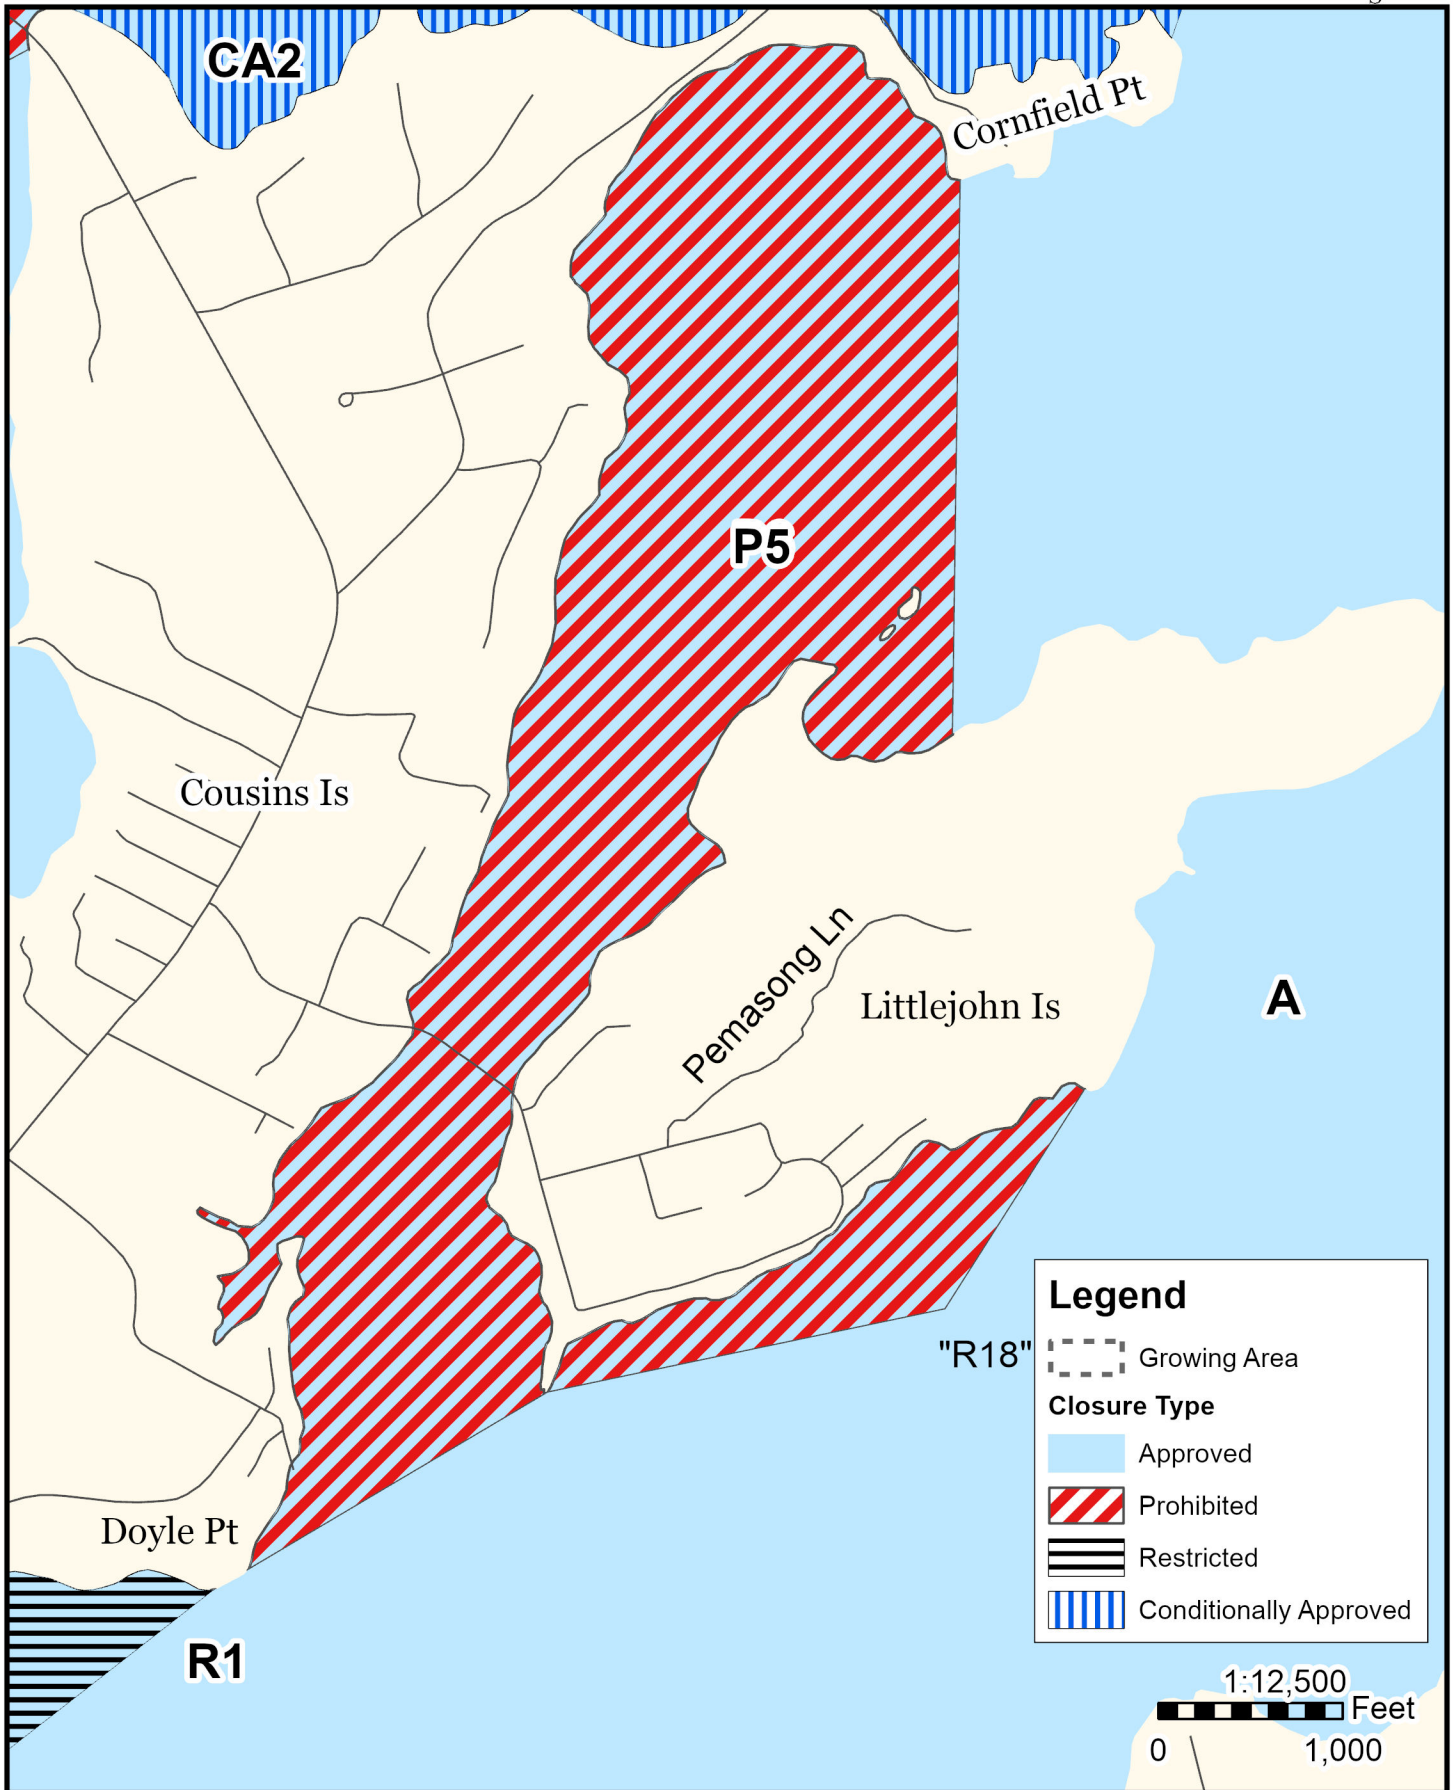 CA2
Cornfield Pt
P5
Cousins Is
Pemasong Ln
Littlejohn Is
A
"R18"
Doyle Pt
R1
Legend
Growing Area
Closure Type
Approved
Prohibited
Restricted
Conditionally Approved
1:12,500
Feet
0 1,000